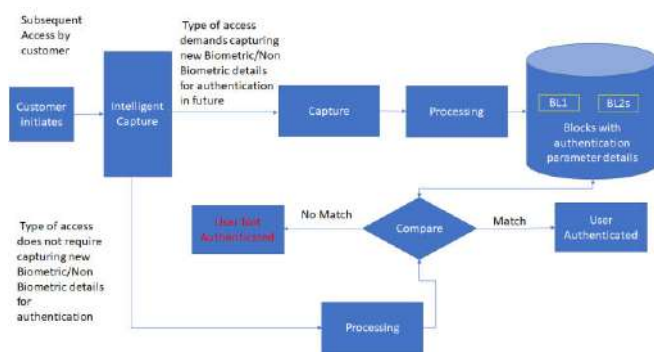 Subsequent
Access by
customer
Type of access
demands capturing
new Biometric/Non
Biometric details
for authentication
in future
Customer
initiates
Intelligent
Capture
Capture
Processing
BL1
BL2s
Blocks with
authentication
parameter details
Type of access
does not require
capturing new
Biometric/Non
Biometric details
for
authentication
User Not
Authenticated
No Match
Compare
Match
User
Authenticated
Processing